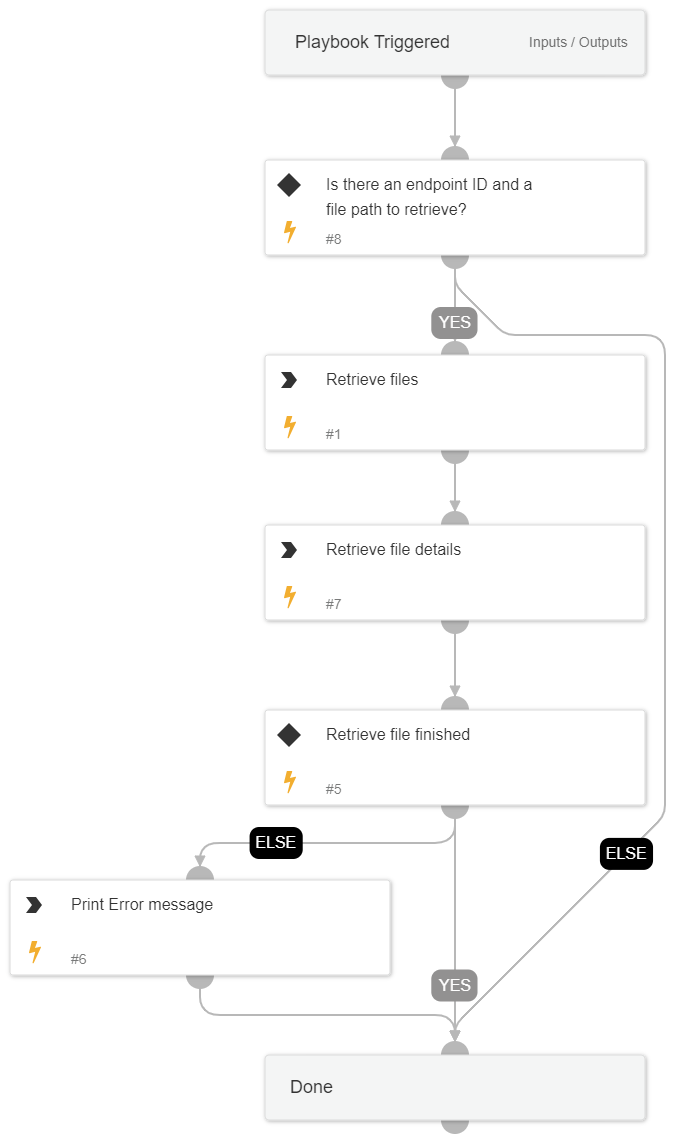 Playbook Triggered
Inputs / Outputs
Is there an endpoint ID and a
file path to retrieve?
#8
YES
Retrieve files
#1
Retrieve file details
#7
Retrieve file finished
#5
ELSE
ELSE
Print Error message
#6
YES
Done